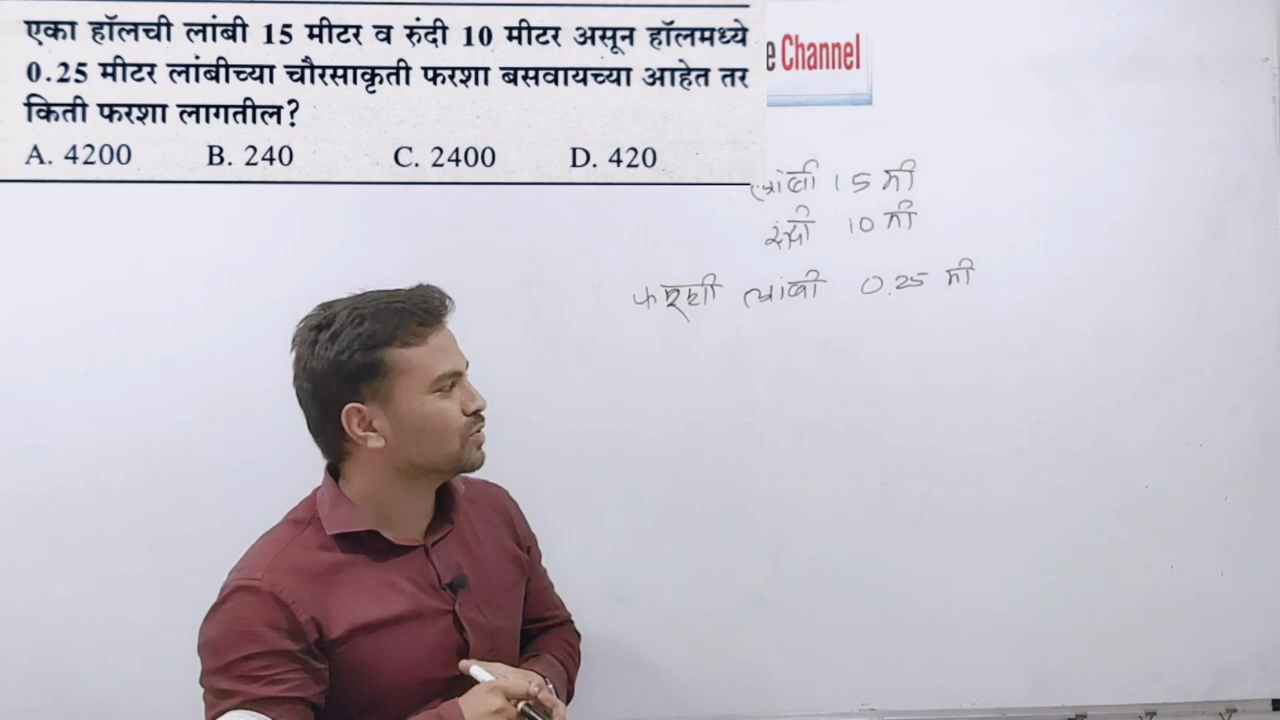 एका हॉलची लांबी 15 मीटर व रुंदी 10 मीटर असून हॉलमध्ये
0.25 मीटर लांबीच्या चौरसाकृती फरशा बसवायच्या आहेत तर
किती फरशा लागतील?
A. 4200 B. 240 C. 2400 D. 420
e Channel
लांबी 15 मी
रुंदी 10 मी
फरशी लांबी 0.25 मी